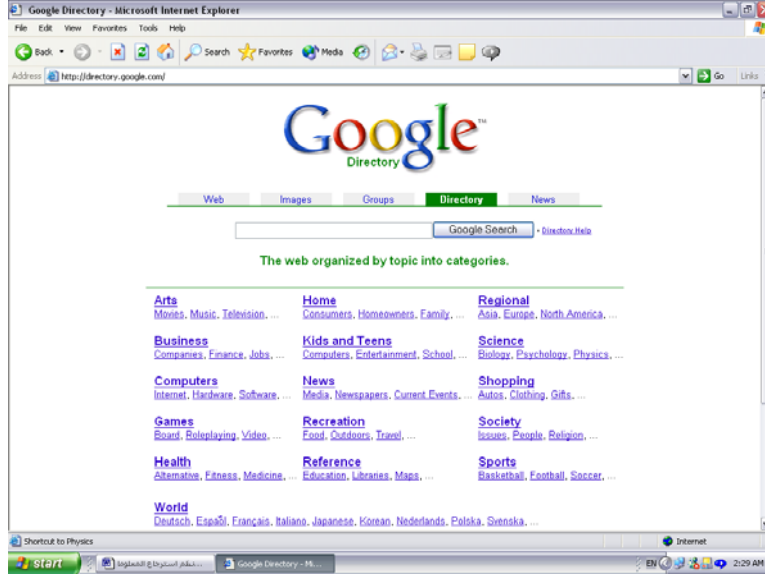 Google Directory - Microsoft Internet Explorer
File Edit View Favorites Tools Help
Back Search Favorites Media
Address http://directory.google.com/ Go Links
Google™
Directory
Web Images Groups Directory News
Google Search • Directory Help
The web organized by topic into categories.
Arts Home Regional
Movies, Music, Television, ... Consumers, Homeowners, Family, ... Asia, Europe, North America, ...
Business Kids and Teens Science
Companies, Finance, Jobs, ... Computers, Entertainment, School, ... Biology, Psychology, Physics, ...
Computers News Shopping
Internet, Hardware, Software, ... Media, Newspapers, Current Events, ... Autos, Clothing, Gifts, ...
Games Recreation Society
Board, Roleplaying, Video, ... Food, Outdoors, Travel, ... Issues, People, Religion, ...
Health Reference Sports
Alternative, Fitness, Medicine, ... Education, Libraries, Maps, ... Basketball, Football, Soccer, ...
World
Deutsch, Español, Français, Italiano, Japanese, Korean, Nederlands, Polska, Svenska, ...
Shortcut to Physics Internet
start نظم استرجاع المعلوما... Google Directory - Mi... EN 2:29 AM